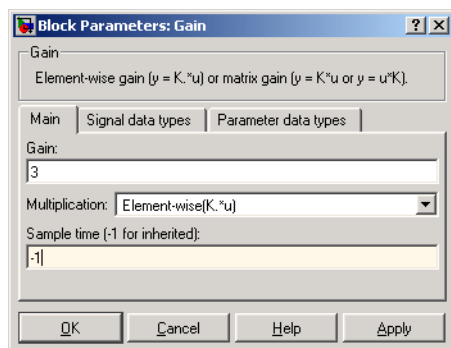 Block Parameters: Gain
Gain
Element-wise gain (y = K.*u) or matrix gain (y = K*u or y = u*K).
Main Signal data types Parameter data types
Gain:
3
Multiplication: Element-wise(K.*u)
Sample time (-1 for inherited):
-1
OK Cancel Help Apply